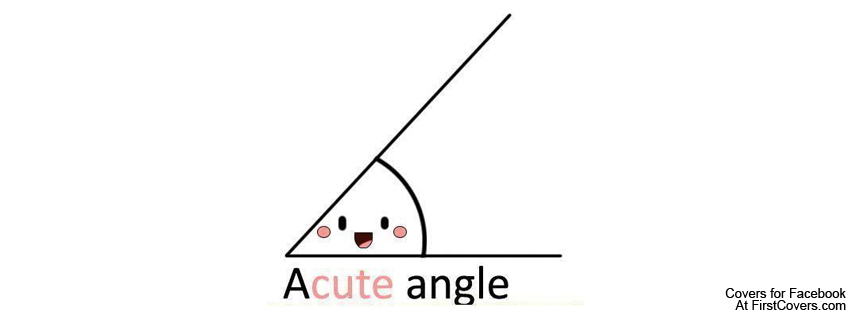 Acute angle
Covers for Facebook
At FirstCovers.com